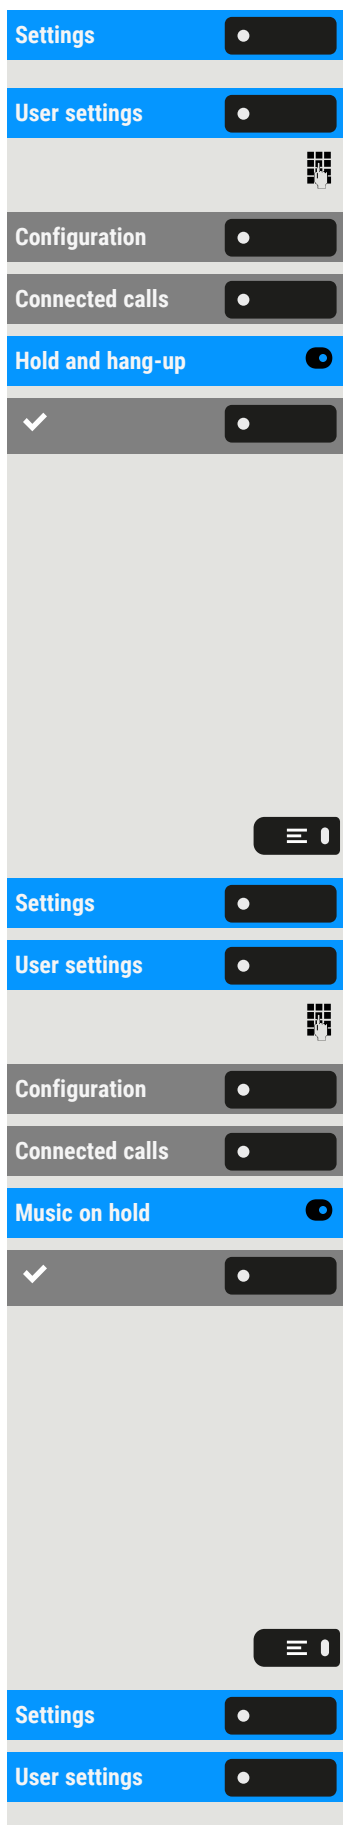 Settings
User settings
Configuration
Connected calls
Hold and hang-up
Settings
User settings
Configuration
Connected calls
Music on hold
Settings
User settings